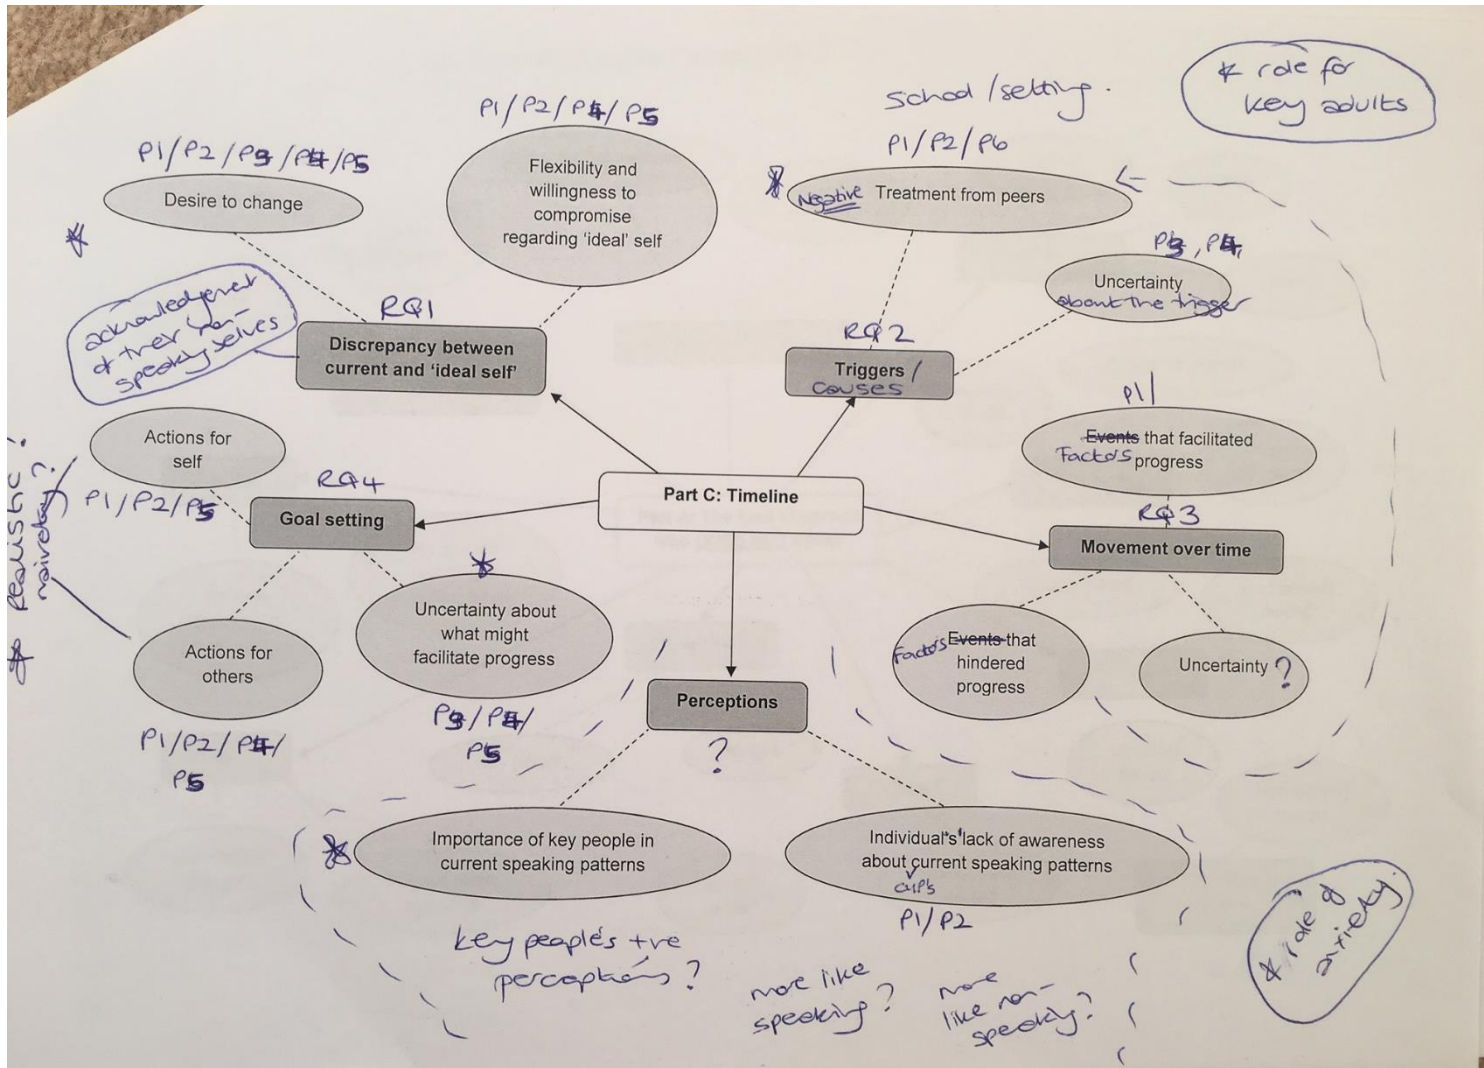 * role for
key adults
School/setting.
P1/P2/P6
Negative Treatment from peers
P1/P2/P4/P5
Flexibility and
willingness to
compromise
regarding 'ideal' self
P1/P2/P3/P4/P5
Desire to change
acknowledgement
of their non-
speaking selves
RQ1
Discrepancy between
current and 'ideal self'
P3, P4,
Uncertainty
about the trigger
RQ2
Triggers /
causes
P1/
Events that facilitated
Factors progress
RQ3
Movement over time
Factors Events that
hindered
progress
Uncertainty ?
Part C: Timeline
Actions for
self
P1/P2/P5
RQ4
Goal setting
* Realistic?
naivety?
Actions for
others
P1/P2/P4/
P5
*
Uncertainty about
what might
facilitate progress
P3/P4/
P5
Perceptions
?
* Importance of key people in
current speaking patterns
key people's +ve
perceptions?
Individual's' lack of awareness
about current speaking patterns
P1/P2
more like
speaking?
more
like non-
speaking?
* role of
anxiety